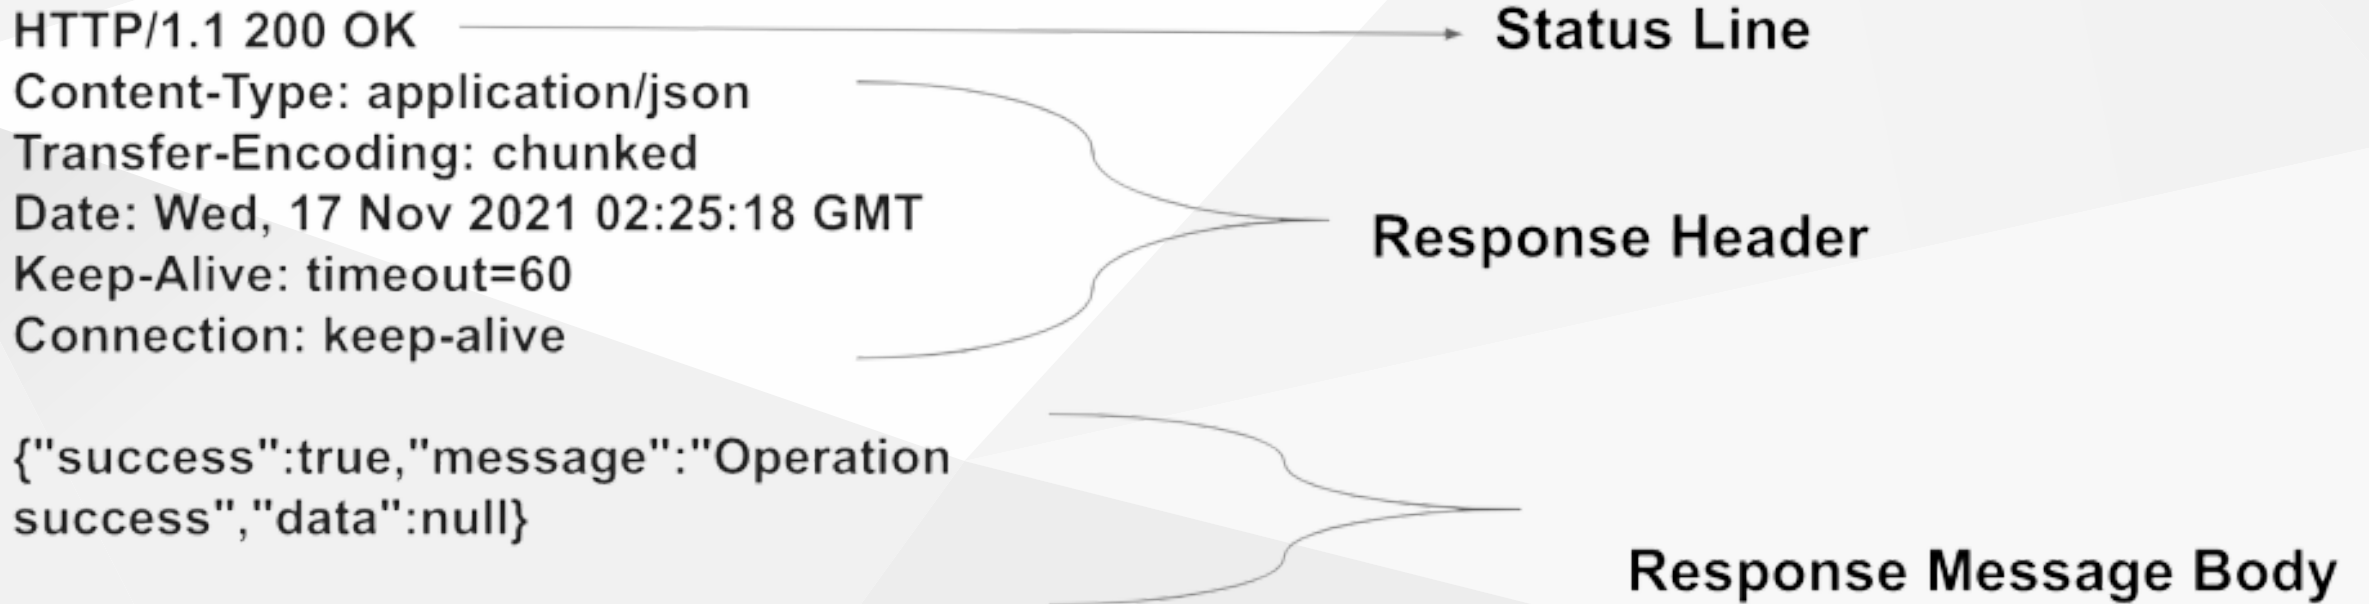 HTTP/1.1 200 OK
Status Line
Content-Type: application/json
Transfer-Encoding: chunked
Date: Wed, 17 Nov 2021 02:25:18 GMT
Keep-Alive: timeout=60
Connection: keep-alive
Response Header
{"success":true,"message":"Operation
success","data":null}
Response Message Body